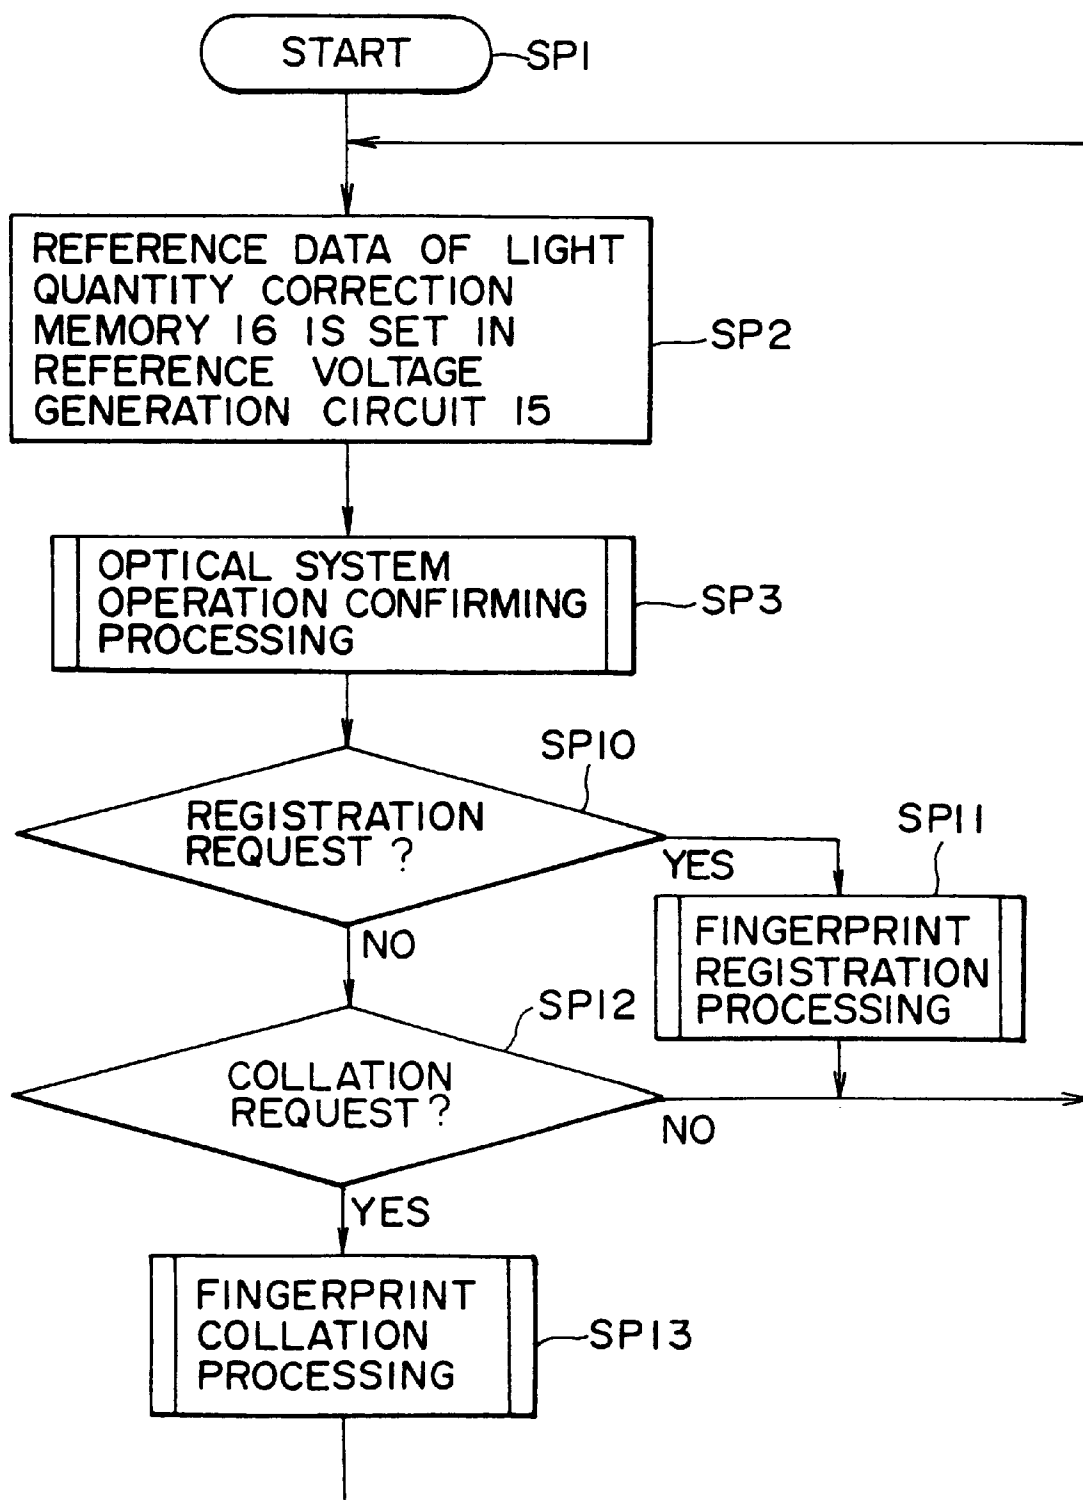 START
SP1
REFERENCE DATA OF LIGHT
QUANTITY CORRECTION
MEMORY 16 IS SET IN
REFERENCE VOLTAGE
GENERATION CIRCUIT 15
SP2
OPTICAL SYSTEM
OPERATION CONFIRMING
PROCESSING
SP3
SP10
REGISTRATION
REQUEST?
YES
NO
SP11
FINGERPRINT
REGISTRATION
PROCESSING
SP12
COLLATION
REQUEST?
NO
YES
FINGERPRINT
COLLATION
PROCESSING
SP13